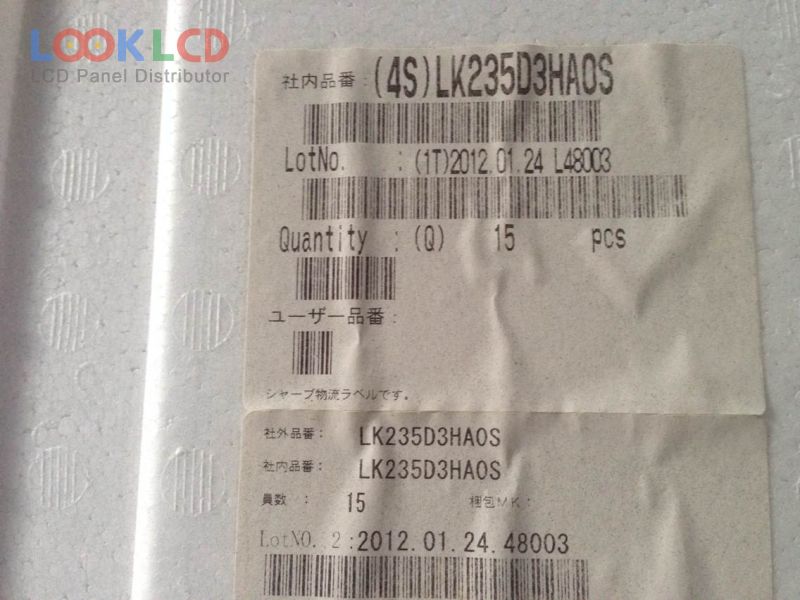 LOOKLCD
LCD Panel Distributor
社内品番: (4S)LK235D3HA0S
LotNo. : (1T)2012.01.24 L48003
Quantity : (Q) 15 pcs
ユーザー品番:
シャープ物流ラベルです。
社外品番: LK235D3HA0S
社内品番: LK235D3HA0S
員数 : 15 梱包MK:
LotNO. 2:2012.01.24.48003